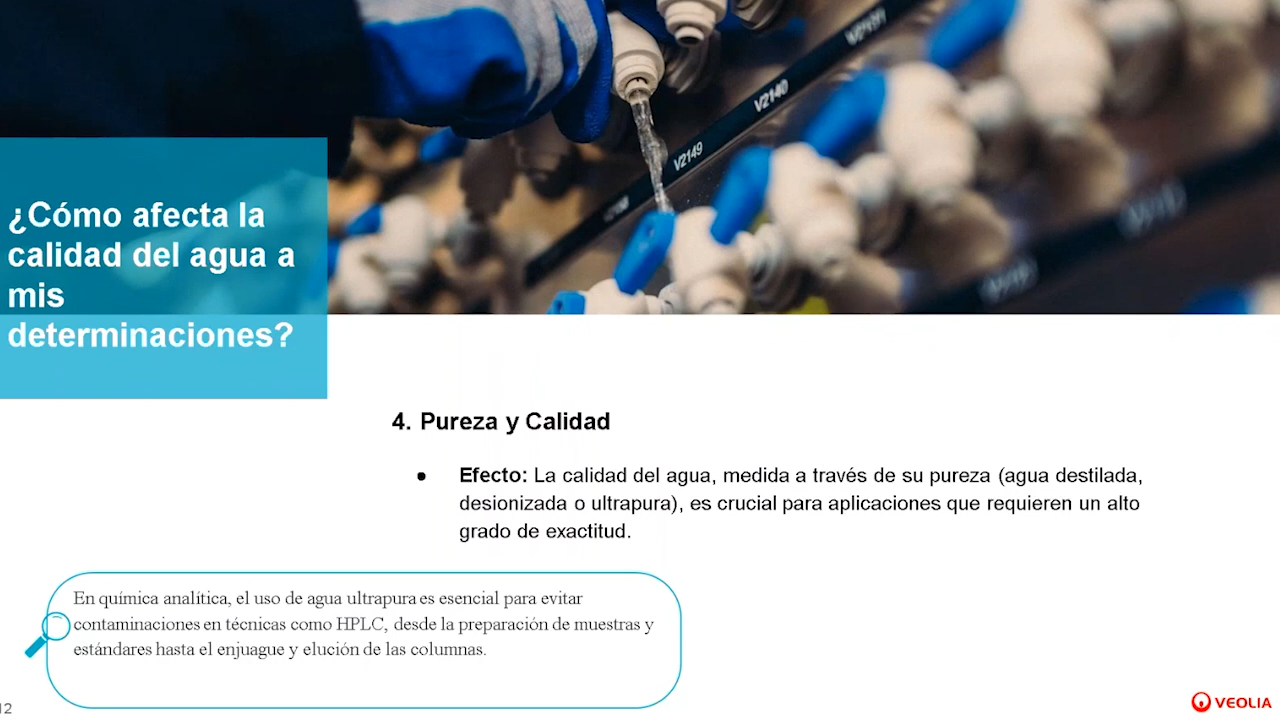 V2140
V2149
¿Cómo afecta la
calidad del agua a
mis
determinaciones?
4. Pureza y Calidad
● Efecto: La calidad del agua, medida a través de su pureza (agua destilada,
desionizada o ultrapura), es crucial para aplicaciones que requieren un alto
grado de exactitud.
En química analítica, el uso de agua ultrapura es esencial para evitar
contaminaciones en técnicas como HPLC, desde la preparación de muestras y
estándares hasta el enjuague y elución de las columnas.
12
VEOLIA